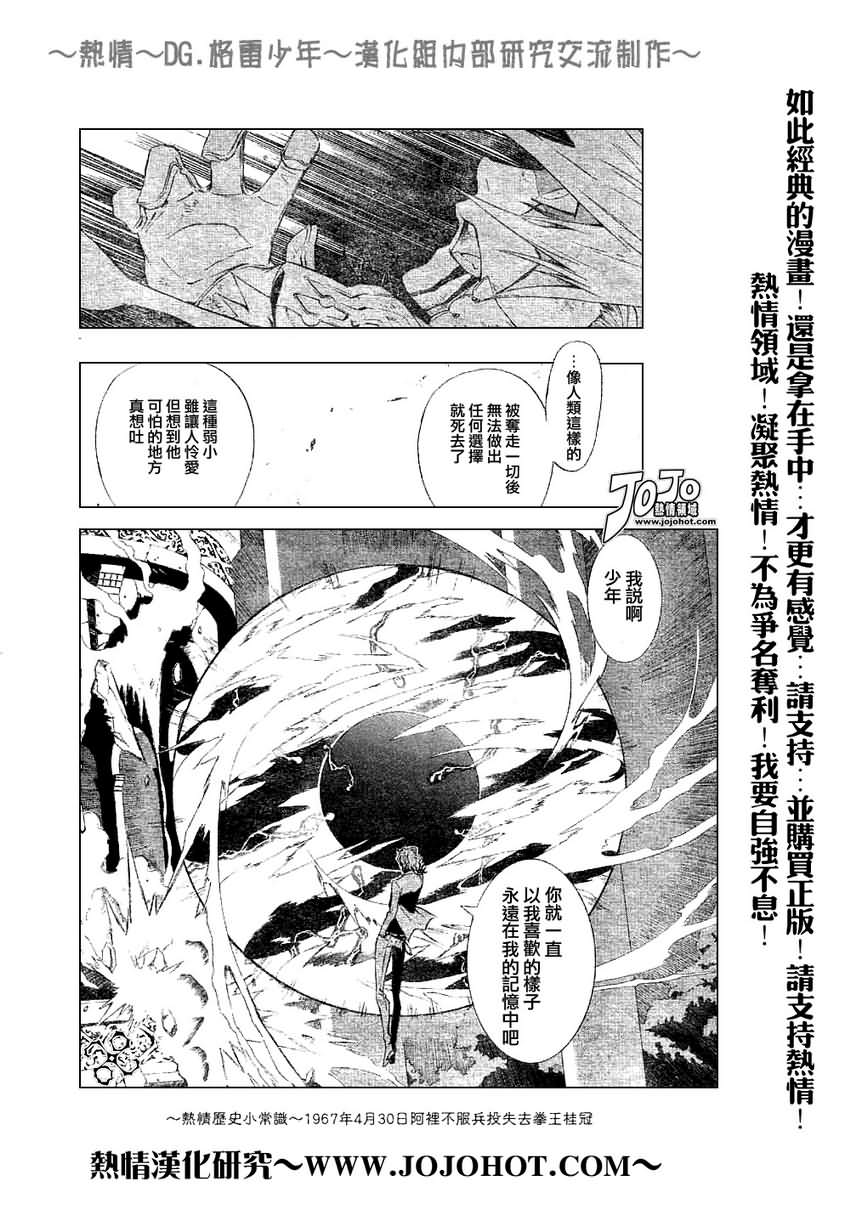 ～熱情～DG.格雷少年～漢化組内部研究交流制作～
如此經典的漫畫！還是拿在手中…才更有感覺…請支持…並購買正版！請支持熱情！
熱情領域！凝聚熱情！不為爭名奪利！我要自強不息！
…像人類這樣的
被奪走一切後
無法做出
任何選擇
就死去了
這種弱小
雖讓人怜愛
但想到他
可怕的地方
真想吐
JOJO
熱情領域
www.jojohot.com
我説啊
少年
你就一直
以我喜歡的樣子
永遠在我的記憶中吧
～熱情歷史小常識～1967年4月30日阿裡不服兵投失去拳王桂冠
熱情漢化研究～WWW.JOJOHOT.COM～